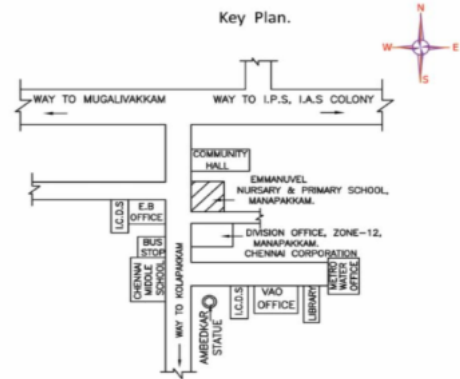 Key Plan.
N
W E
S
WAY TO MUGALIVAKKAM
WAY TO I.P.S, I.A.S COLONY
COMMUNITY
HALL
EMMANUVEL
NURSARY & PRIMARY SCHOOL,
MANAPAKKAM.
I.C.D.S
E.B
OFFICE
DIVISION OFFICE, ZONE-12,
MANAPAKKAM.
CHENNAI CORPORATION
BUS
STOP
CHENNAI
MIDDLE
SCHOOL
WAY TO KOLAPAKKAM
AMBEDKAR
STATUE
I.C.D.S
VAO
OFFICE
LIBRARY
METRO
WATER
OFFICE